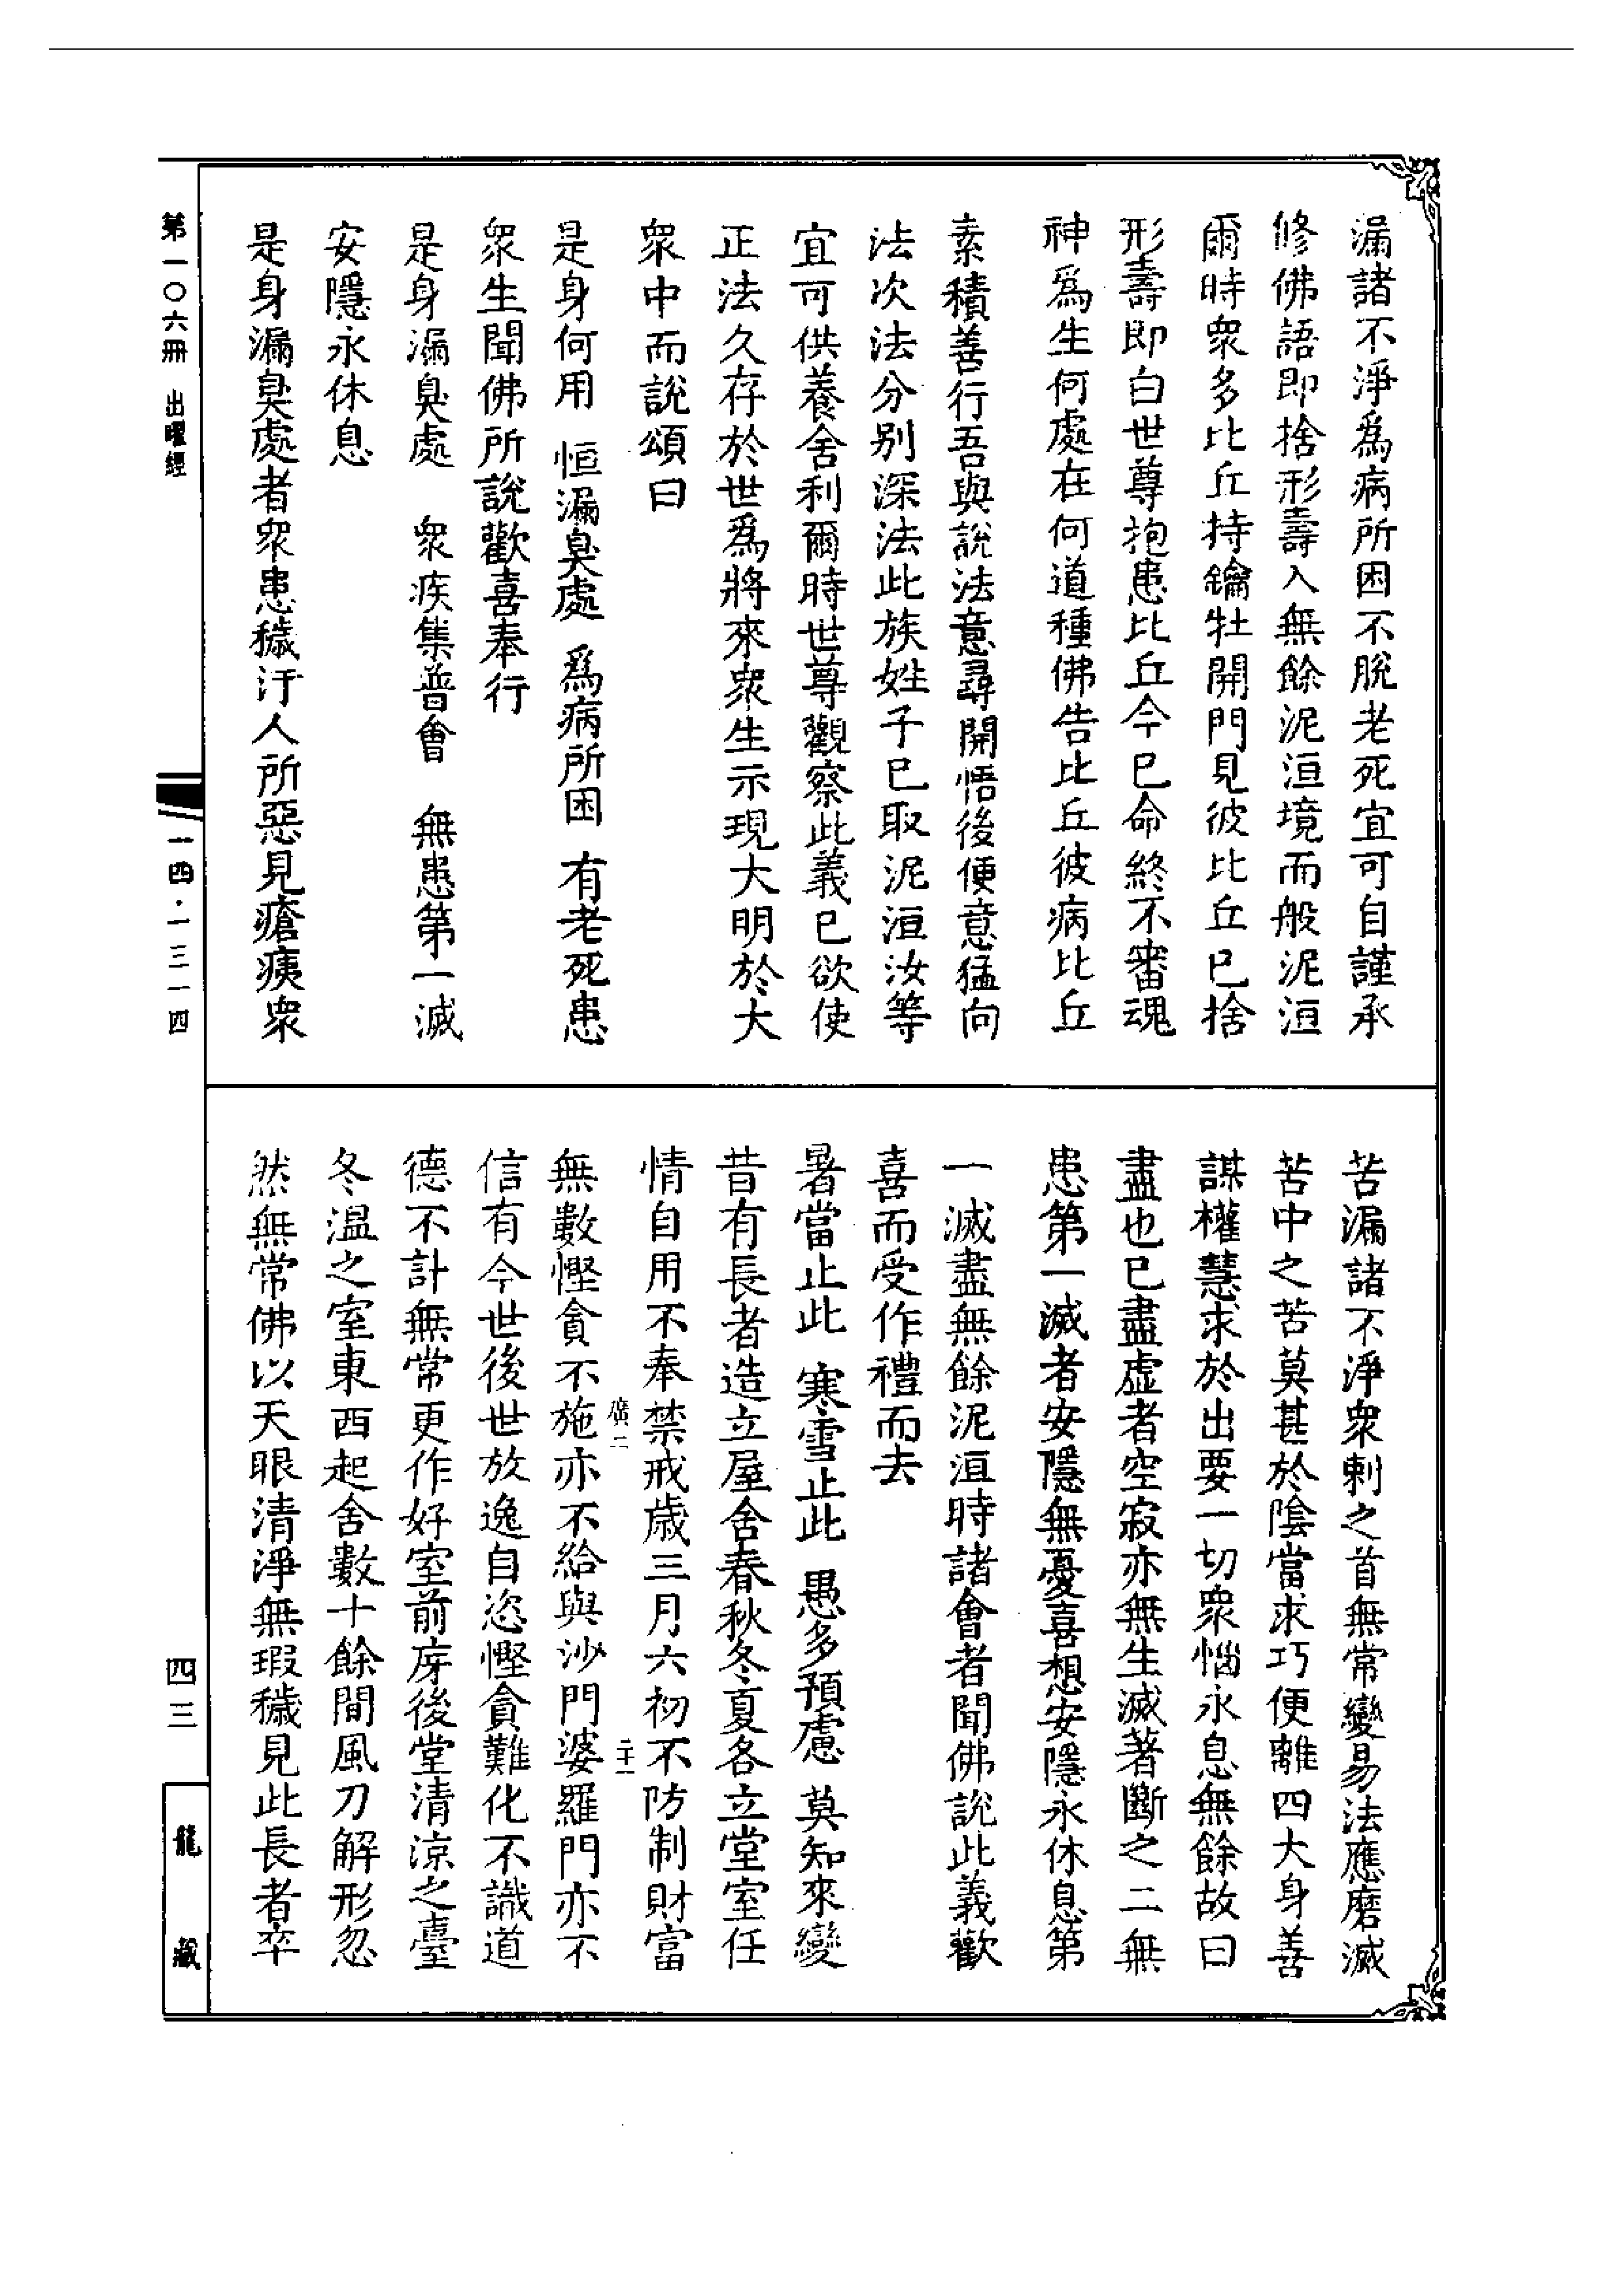 漏諸不淨為病所困不脫老死宜可自謹承
修佛語即捨形壽入無餘泥洹境而般泥洹
爾時衆多比丘持鑰牡開門見彼比丘已捨
形壽即白世尊抱患比丘今已命終不審魂
神爲生何處在何道種佛告比丘彼病比丘
素積善行吾與說法意尋開悟後便意猛向
法次法分別深法此族姓子已取泥洹汝等
宜可供養舍利爾時世尊觀察此義已欲使
正法久存於世爲將來衆生示現大明於大
衆中而說頌曰
是身何用 恒漏臭處 爲病所困 有老死患
衆生聞佛所說歡喜奉行
是身漏臭處 衆疾集普會 無患第一滅
安隱永休息
是身漏臭處者衆患穢汙人所惡見瘡痍衆
苦漏諸不淨衆刺之首無常變易法應磨滅
苦中之苦莫甚於陰當求巧便離四大身善
謀權慧求於出要一切衆惱永息無餘故曰
盡也已盡虛者空寂亦無生滅著斷之二無
患第一滅者安隱無憂喜想安隱永休息第
一滅盡無餘泥洹時諸會者聞佛說此義歡
喜而受作禮而去
暑當止此 寒雪止此 愚多預慮 莫知來變
昔有長者造立屋舍春秋冬夏各立堂室任
情自用不奉禁戒歲三月六初不防制財富
廣二 二十一
無數慳貪不施亦不給與沙門婆羅門亦不
信有今世後世放逸自恣慳貪難化不識道
德不計無常更作好室前庌後堂清涼之臺
冬溫之室東西起舍數十餘間風刀解形忽
然無常佛以天眼清淨無瑕穢見此長者卒
第一〇六冊 出曜經
一四·一三一四
四三
龍藏